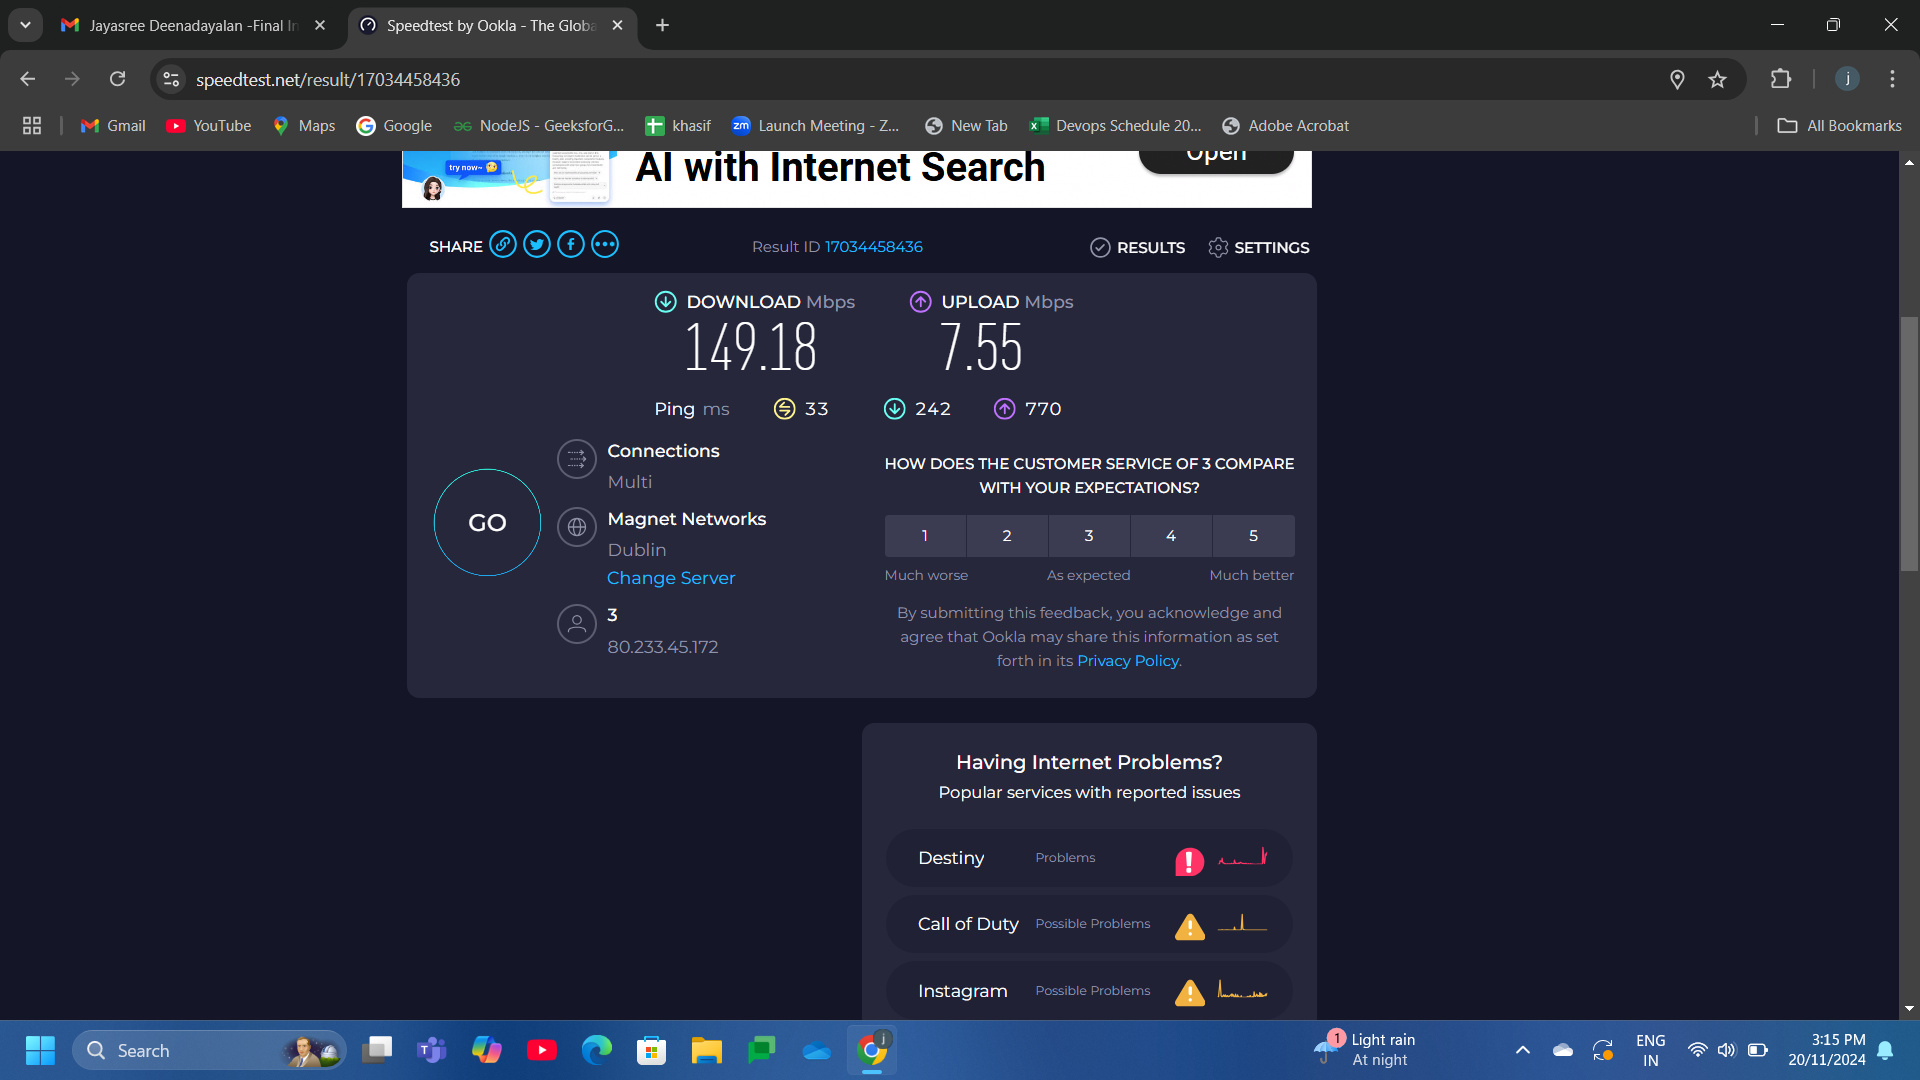 Jayasree Deenadayalan -Final In
Speedtest by Ookla - The Globa
speedtest.net/result/17034458436
j
Gmail
YouTube
Maps
Google
NodeJS - GeeksforG...
khasif
Launch Meeting - Z...
New Tab
Devops Schedule 20...
Adobe Acrobat
All Bookmarks
try now~
AI with Internet Search
Open
SHARE
Result ID 17034458436
RESULTS
SETTINGS
DOWNLOAD Mbps
149.18
UPLOAD Mbps
7.55
Ping ms
33
242
770
GO
Connections
Multi
Magnet Networks
Dublin
Change Server
3
80.233.45.172
HOW DOES THE CUSTOMER SERVICE OF 3 COMPARE
WITH YOUR EXPECTATIONS?
1 2 3 4 5
Much worse As expected Much better
By submitting this feedback, you acknowledge and
agree that Ookla may share this information as set
forth in its Privacy Policy.
Having Internet Problems?
Popular services with reported issues
Destiny Problems
Call of Duty Possible Problems
Instagram Possible Problems
Search
j
1
Light rain
At night
ENG
IN
3:15 PM
20/11/2024